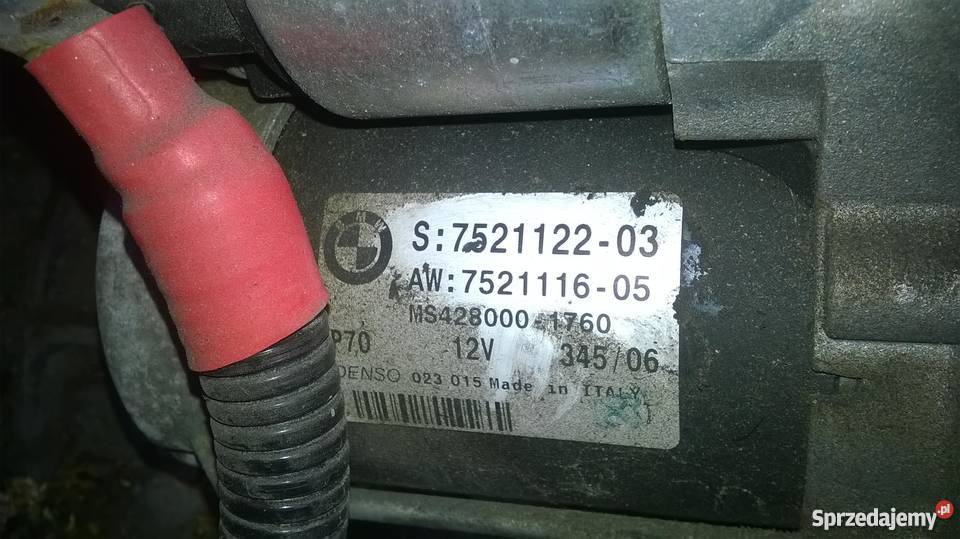 S:7521122-03
AW:7521116-05
MS428000-1760
P70 12V 345/06
DENSO 023 015 Made in ITALY
Sprzedajemy.pl